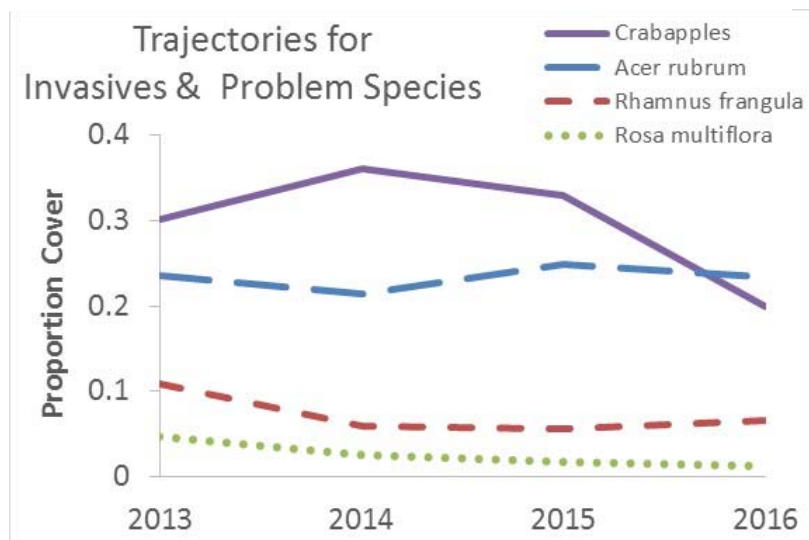 Trajectories for
Invasives & Problem Species
Crabapples
Acer rubrum
Rhamnus frangula
Rosa multiflora
Proportion Cover
0.4
0.3
0.2
0.1
0
2013
2014
2015
2016